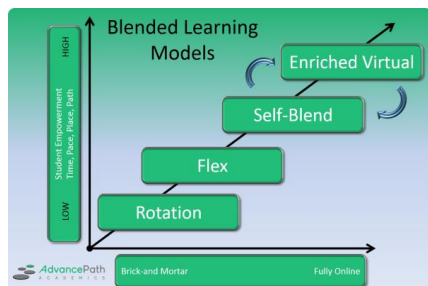 Blended Learning
Models
HIGH
Student Empowerment
Time, Pace, Place, Path
LOW
Enriched Virtual
Self-Blend
Flex
Rotation
AdvancePath
ACADEMICS
Brick-and Mortar
Fully Online